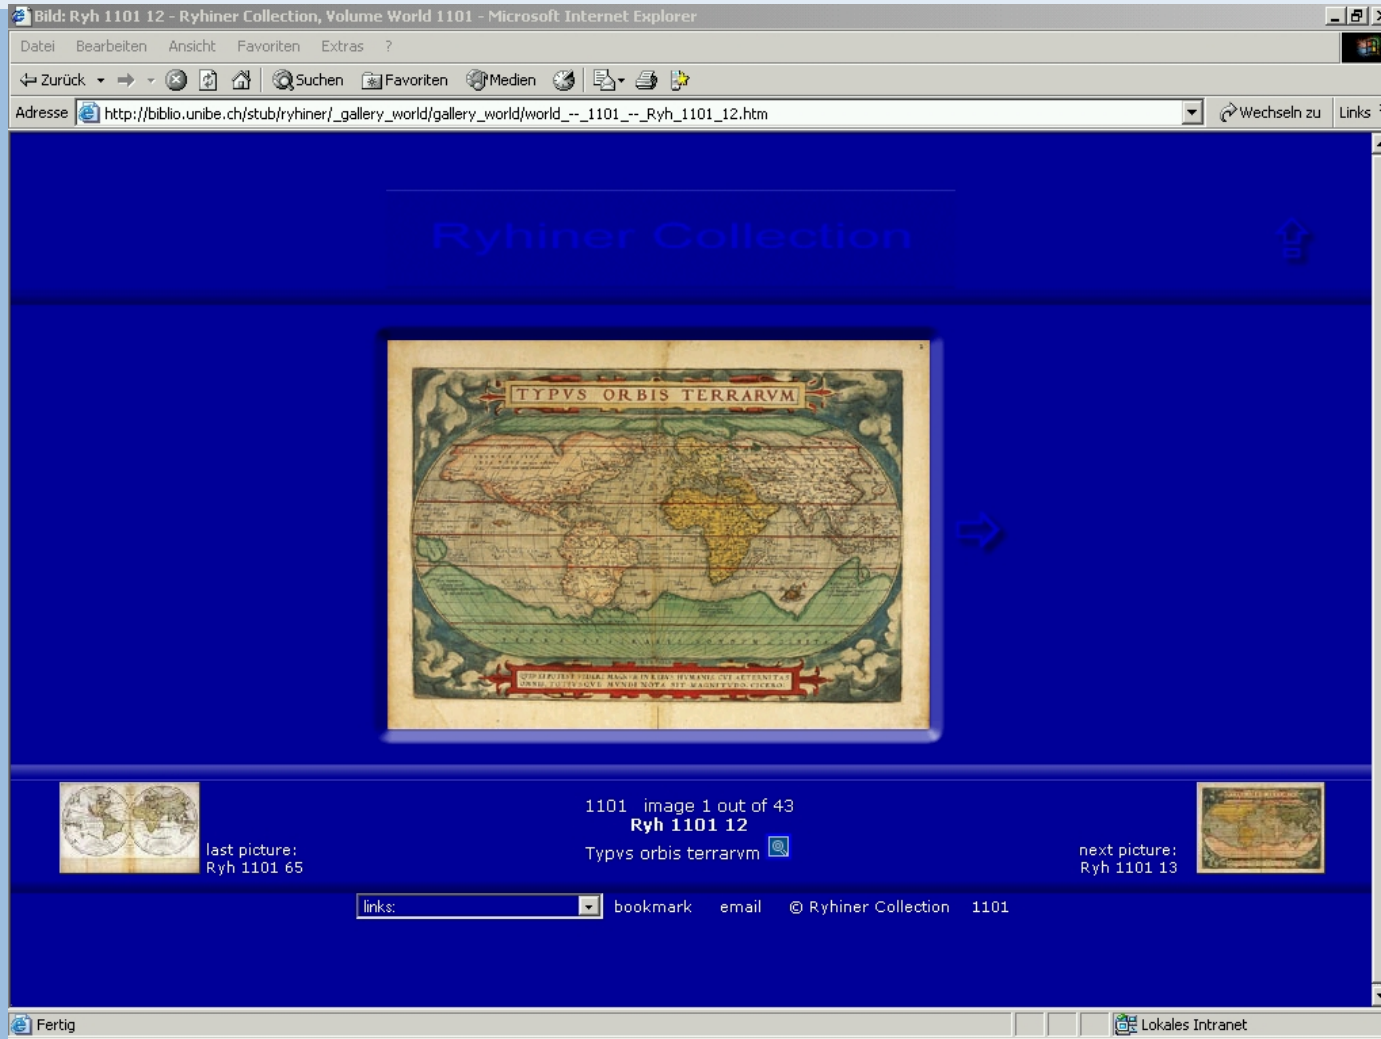 Bild: Ryh 1101 12 - Ryhiner Collection, Volume World 1101 - Microsoft Internet Explorer
Datei Bearbeiten Ansicht Favoriten Extras ?
Zurück Suchen Favoriten Medien
Adresse http://biblio.unibe.ch/stub/ryhiner/_gallery_world/gallery_world/world_--_1101_--_Ryh_1101_12.htm Wechseln zu Links
Ryhiner Collection
TYPVS ORBIS TERRARVM
1101 image 1 out of 43
Ryh 1101 12
Typvs orbis terrarvm
last picture:
Ryh 1101 65
next picture:
Ryh 1101 13
links: bookmark email © Ryhiner Collection 1101
Fertig Lokales Intranet